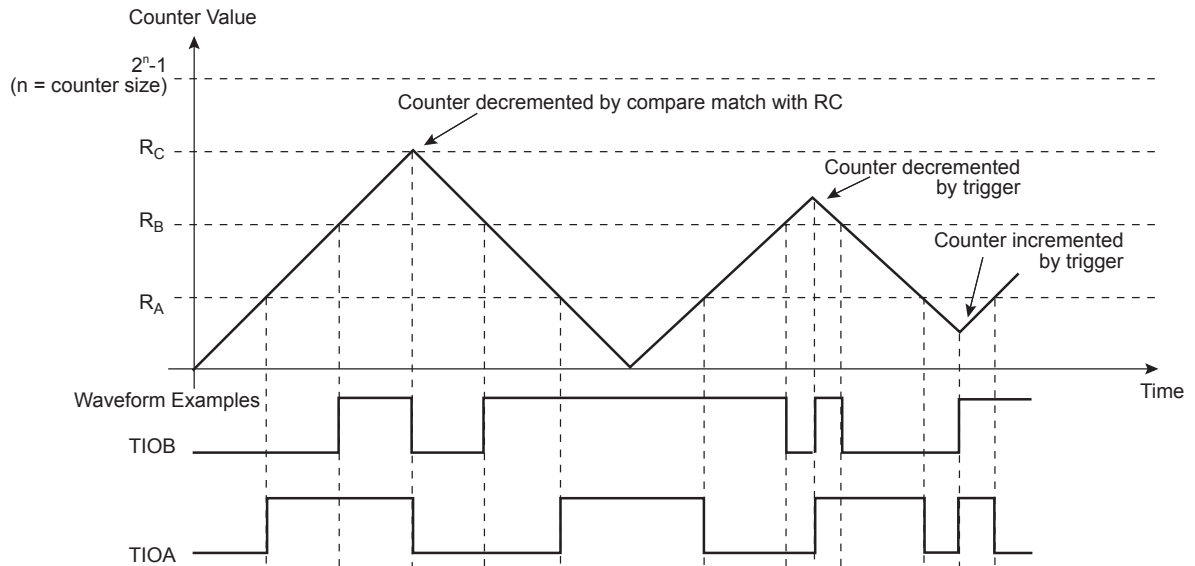 Counter Value
2ⁿ-1
(n = counter size)
Counter decremented by compare match with RC
R_C
Counter decremented
by trigger
R_B
Counter incremented
by trigger
R_A
Time
Waveform Examples
TIOB
TIOA